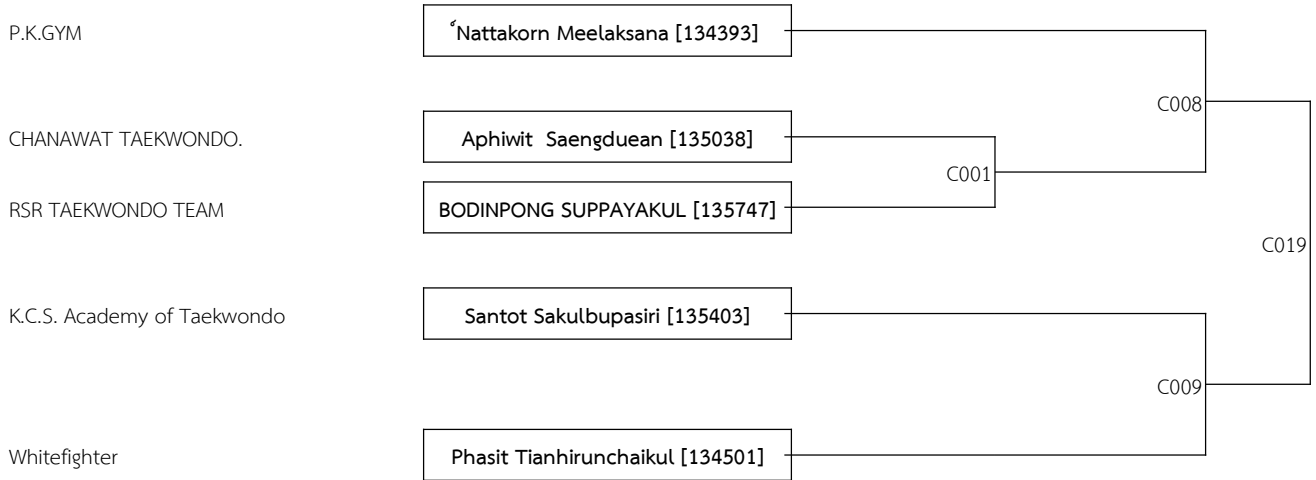 P.K.GYM
์Nattakorn Meelaksana [134393]
C008
CHANAWAT TAEKWONDO.
Aphiwit  Saengduean [135038]
C001
RSR TAEKWONDO TEAM
BODINPONG SUPPAYAKUL [135747]
C019
K.C.S. Academy of Taekwondo
Santot Sakulbupasiri [135403]
C009
Whitefighter
Phasit Tianhirunchaikul [134501]